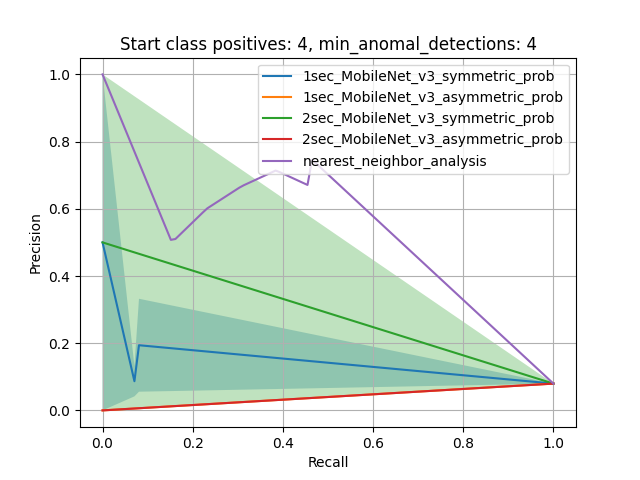 Start class positives: 4, min_anomal_detections: 4
1.0
0.8
0.6
0.4
0.2
0.0
Precision
1sec_MobileNet_v3_symmetric_prob
1sec_MobileNet_v3_asymmetric_prob
2sec_MobileNet_v3_symmetric_prob
2sec_MobileNet_v3_asymmetric_prob
nearest_neighbor_analysis
0.0 0.2 0.4 0.6 0.8 1.0
Recall